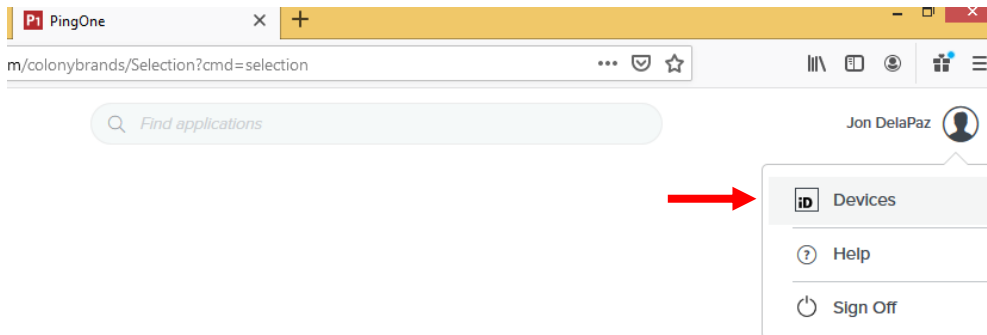 P1 PingOne
m/colonybrands/Selection?cmd=selection
Find applications
Jon DelaPaz
iD Devices
? Help
Sign Off